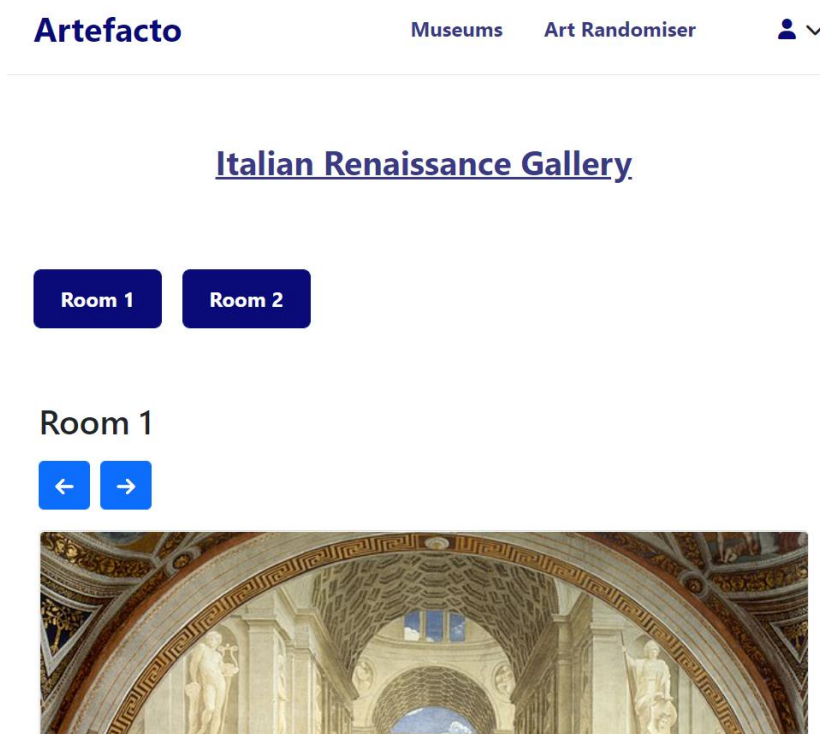 Artefacto
Museums Art Randomiser
Italian Renaissance Gallery
Room 1 Room 2
Room 1